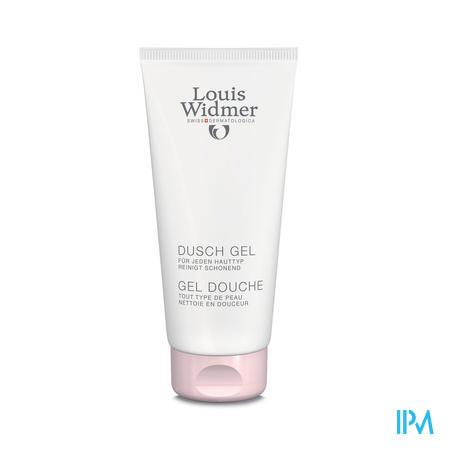 Louis
Widmer
SWISS DERMATOLOGICA
DUSCH GEL
FÜR JEDEN HAUTTYP
REINIGT SCHONEND
GEL DOUCHE
TOUT TYPE DE PEAU
NETTOIE EN DOUCEUR
IPM